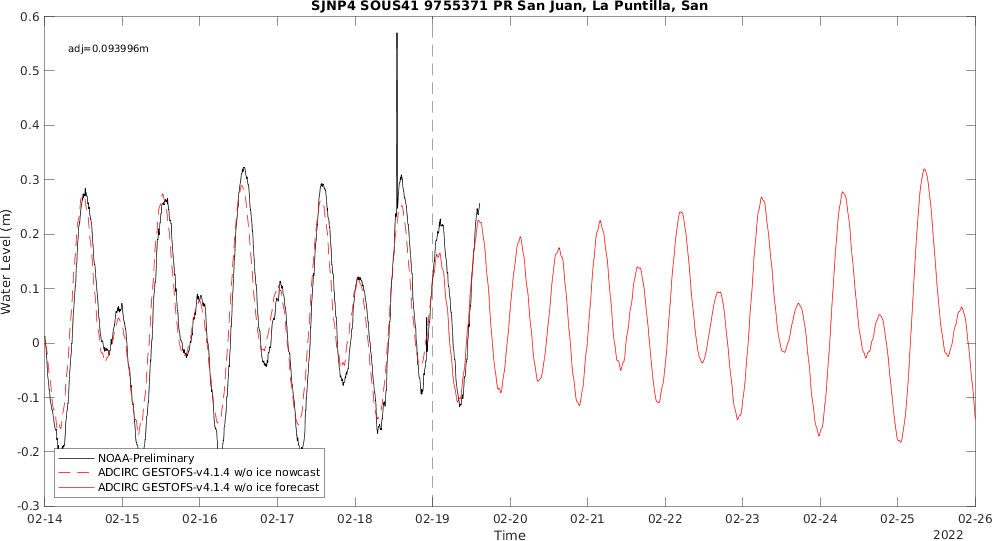 SJNP4 SOUS41 9755371 PR San Juan, La Puntilla, San
adj=0.093996m
Water Level (m)
0.6
0.5
0.4
0.3
0.2
0.1
0
-0.1
-0.2
-0.3
NOAA-Preliminary
ADCIRC GESTOFS-v4.1.4 w/o ice nowcast
ADCIRC GESTOFS-v4.1.4 w/o ice forecast
02-14 02-15 02-16 02-17 02-18 02-19 02-20 02-21 02-22 02-23 02-24 02-25 02-26
Time
2022